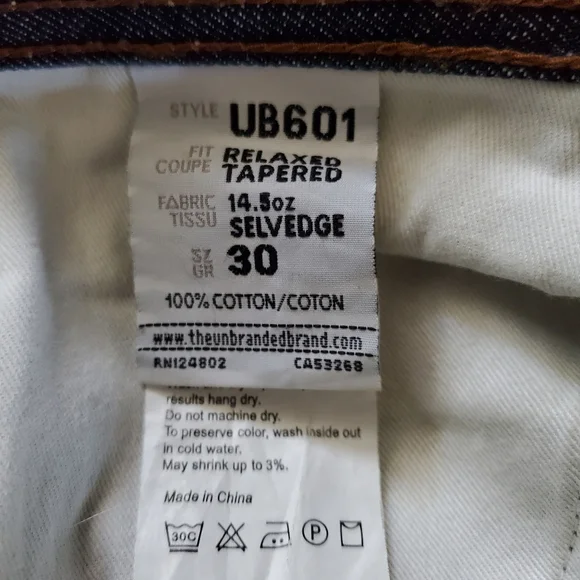 STYLE UB601
FIT RELAXED
COUPE TAPERED
FABRIC 14.5oz
TISSU SELVEDGE
SZ
GR 30
100% COTTON/COTON
www.theunbrandedbrand.com
RN124802 CA53268
results hang dry.
Do not machine dry.
To preserve color, wash inside out
in cold water.
May shrink up to 3%.
Made in China
30C P